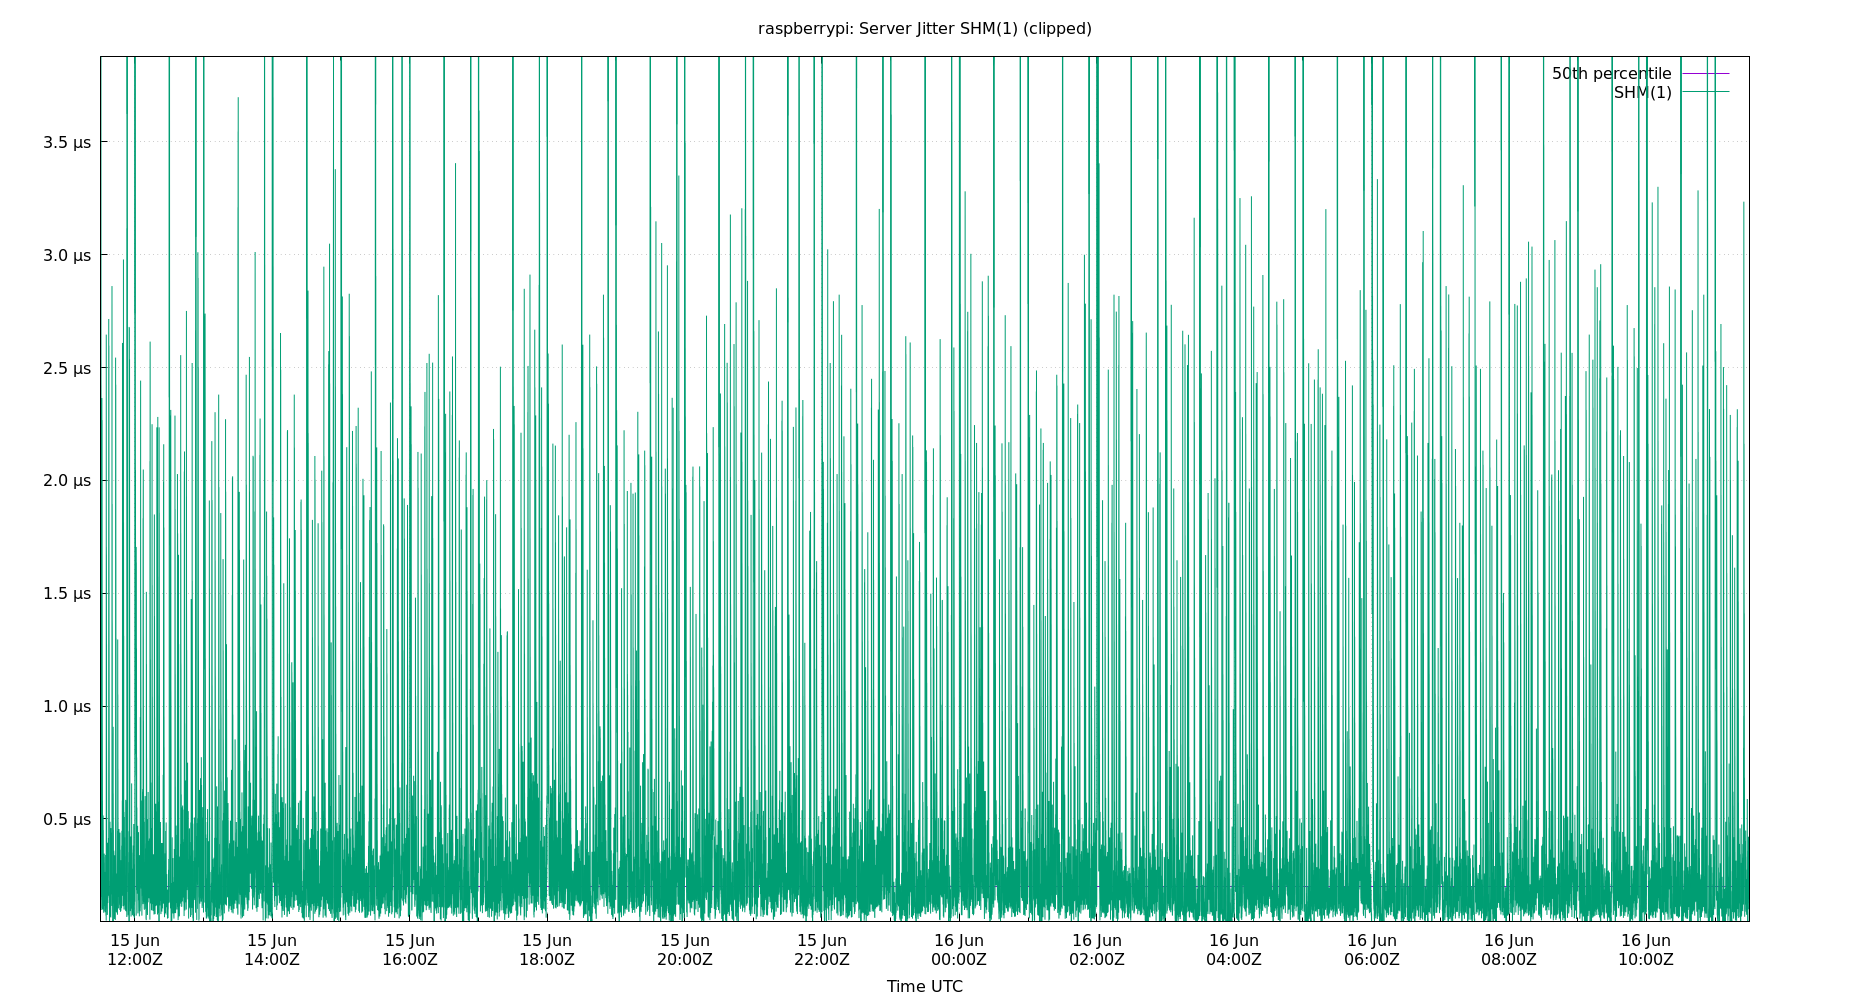 raspberrypi: Server Jitter SHM(1) (clipped)
50th percentile
SHM(1)
3.5 µs
3.0 µs
2.5 µs
2.0 µs
1.5 µs
1.0 µs
0.5 µs
15 Jun 15 Jun 15 Jun 15 Jun 15 Jun 15 Jun 16 Jun 16 Jun 16 Jun 16 Jun 16 Jun 16 Jun
12:00Z 14:00Z 16:00Z 18:00Z 20:00Z 22:00Z 00:00Z 02:00Z 04:00Z 06:00Z 08:00Z 10:00Z
Time UTC